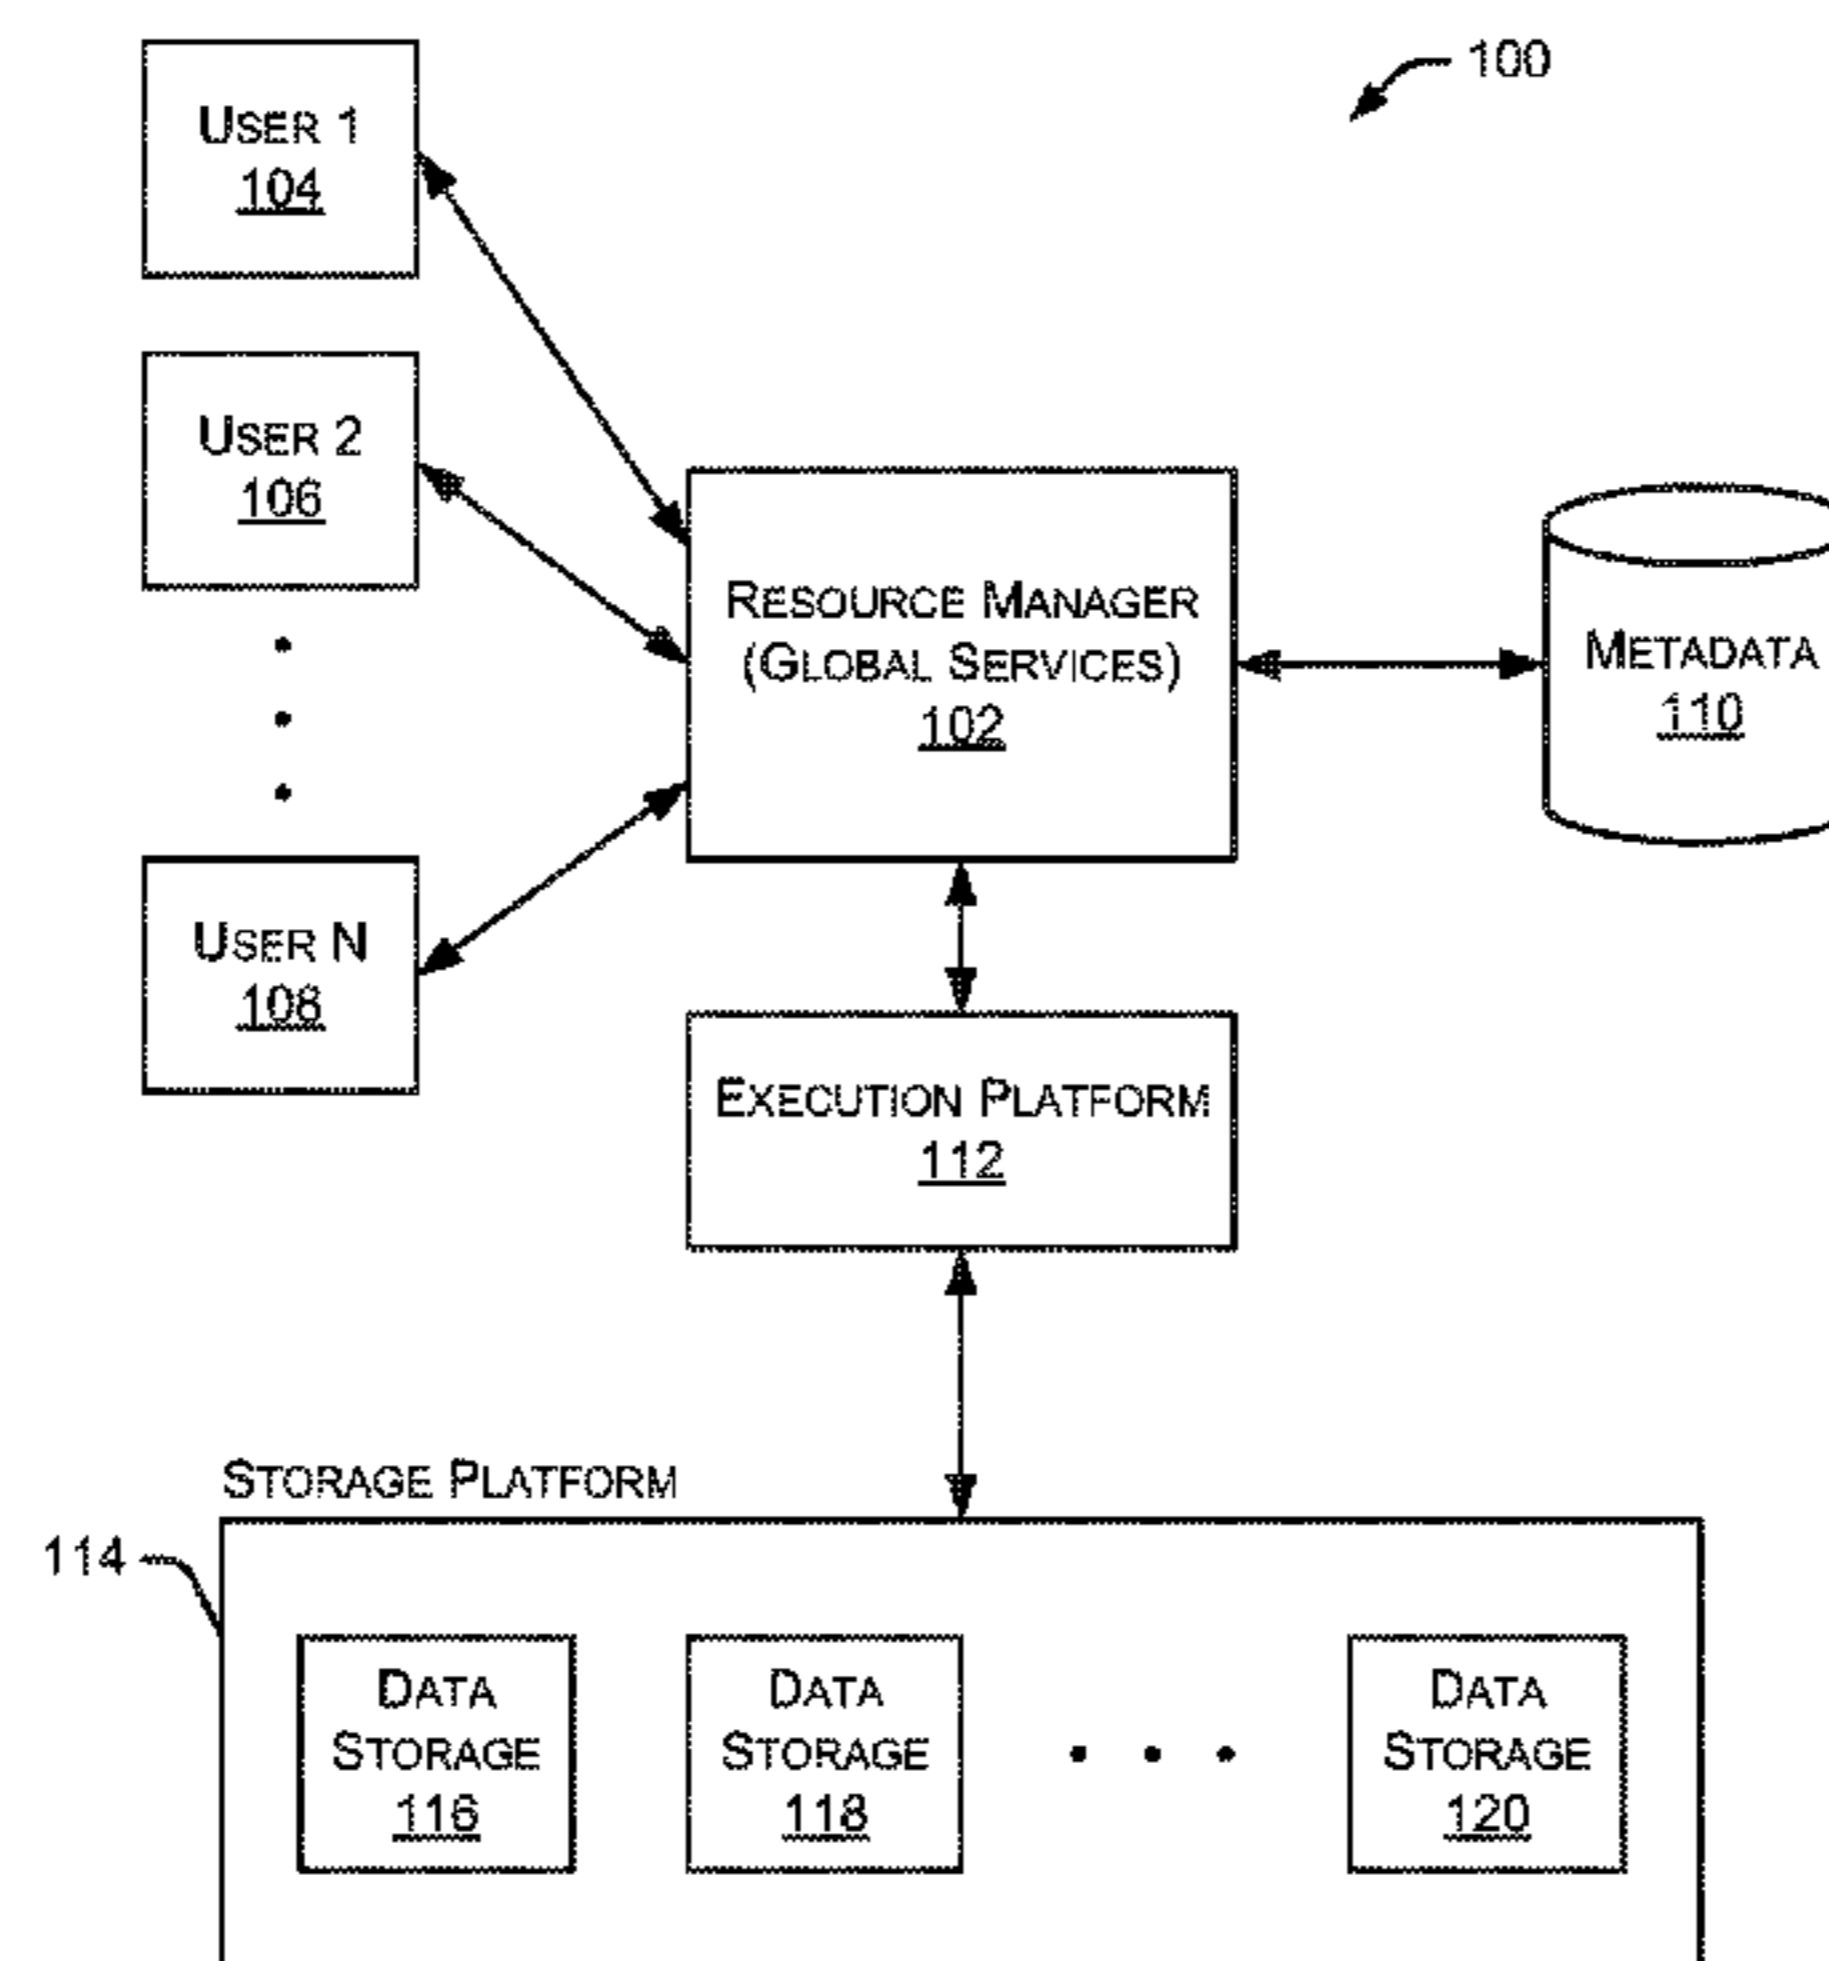 100
USER 1
104
USER 2
106
RESOURCE MANAGER
(GLOBAL SERVICES)
102
METADATA
110
USER N
108
EXECUTION PLATFORM
112
STORAGE PLATFORM
114
DATA
STORAGE
116
DATA
STORAGE
118
DATA
STORAGE
120